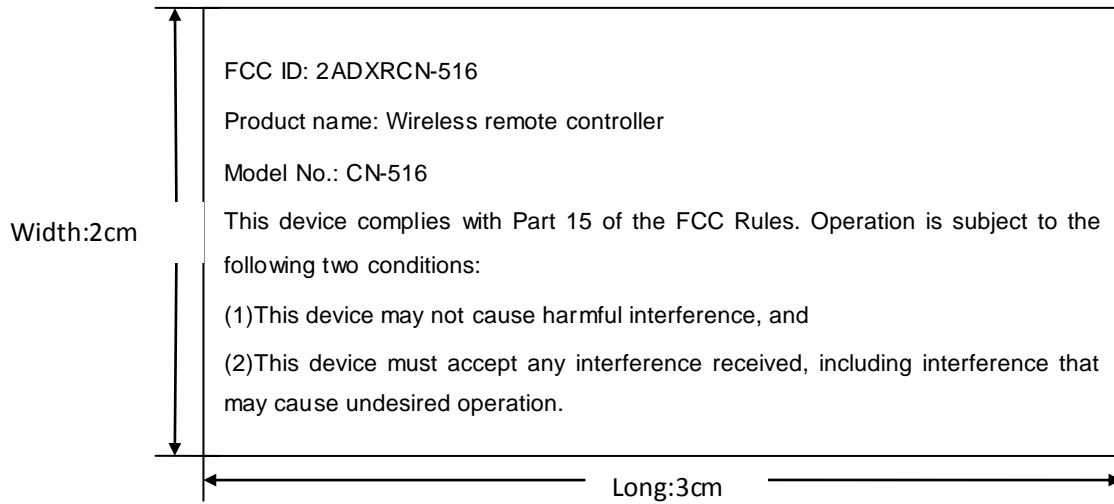 FCC ID: 2ADXRCN-516
Product name: Wireless remote controller
Model No.: CN-516
This device complies with Part 15 of the FCC Rules. Operation is subject to the
following two conditions:
(1)This device may not cause harmful interference, and
(2)This device must accept any interference received, including interference that
may cause undesired operation.
Width:2cm
Long:3cm